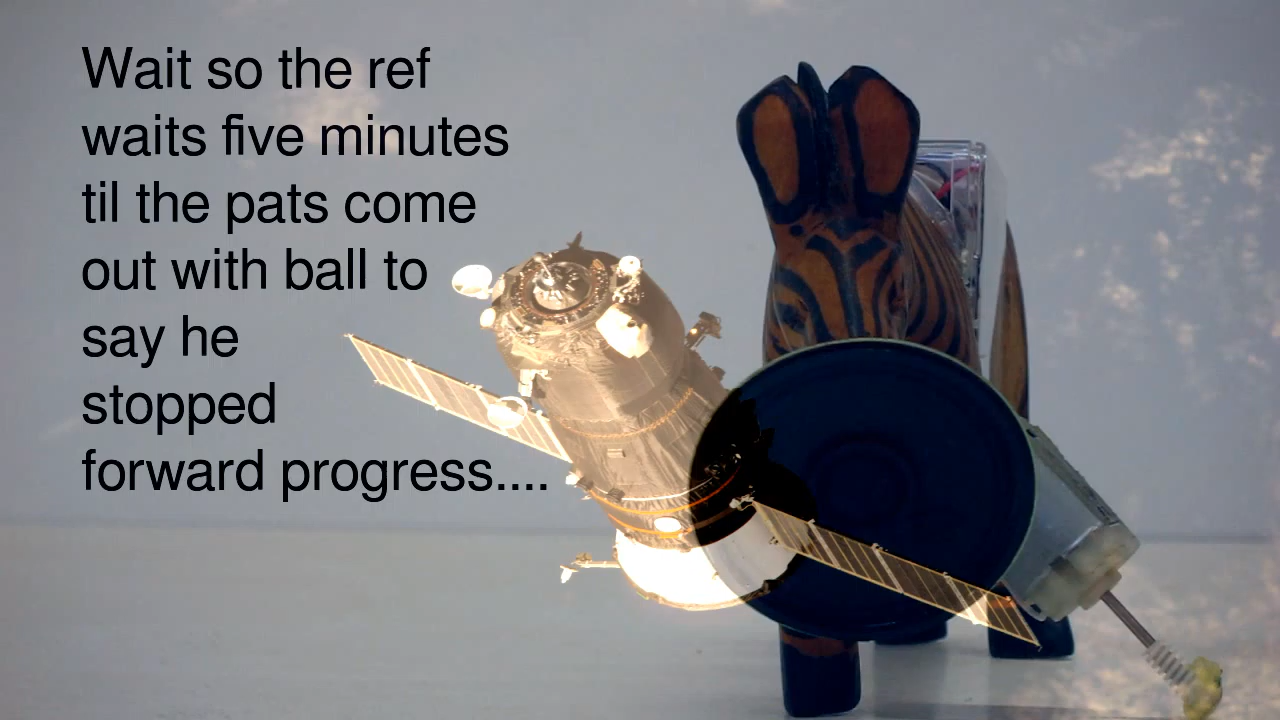 Wait so the ref
waits five minutes
til the pats come
out with ball to
say he
stopped
forward progress....